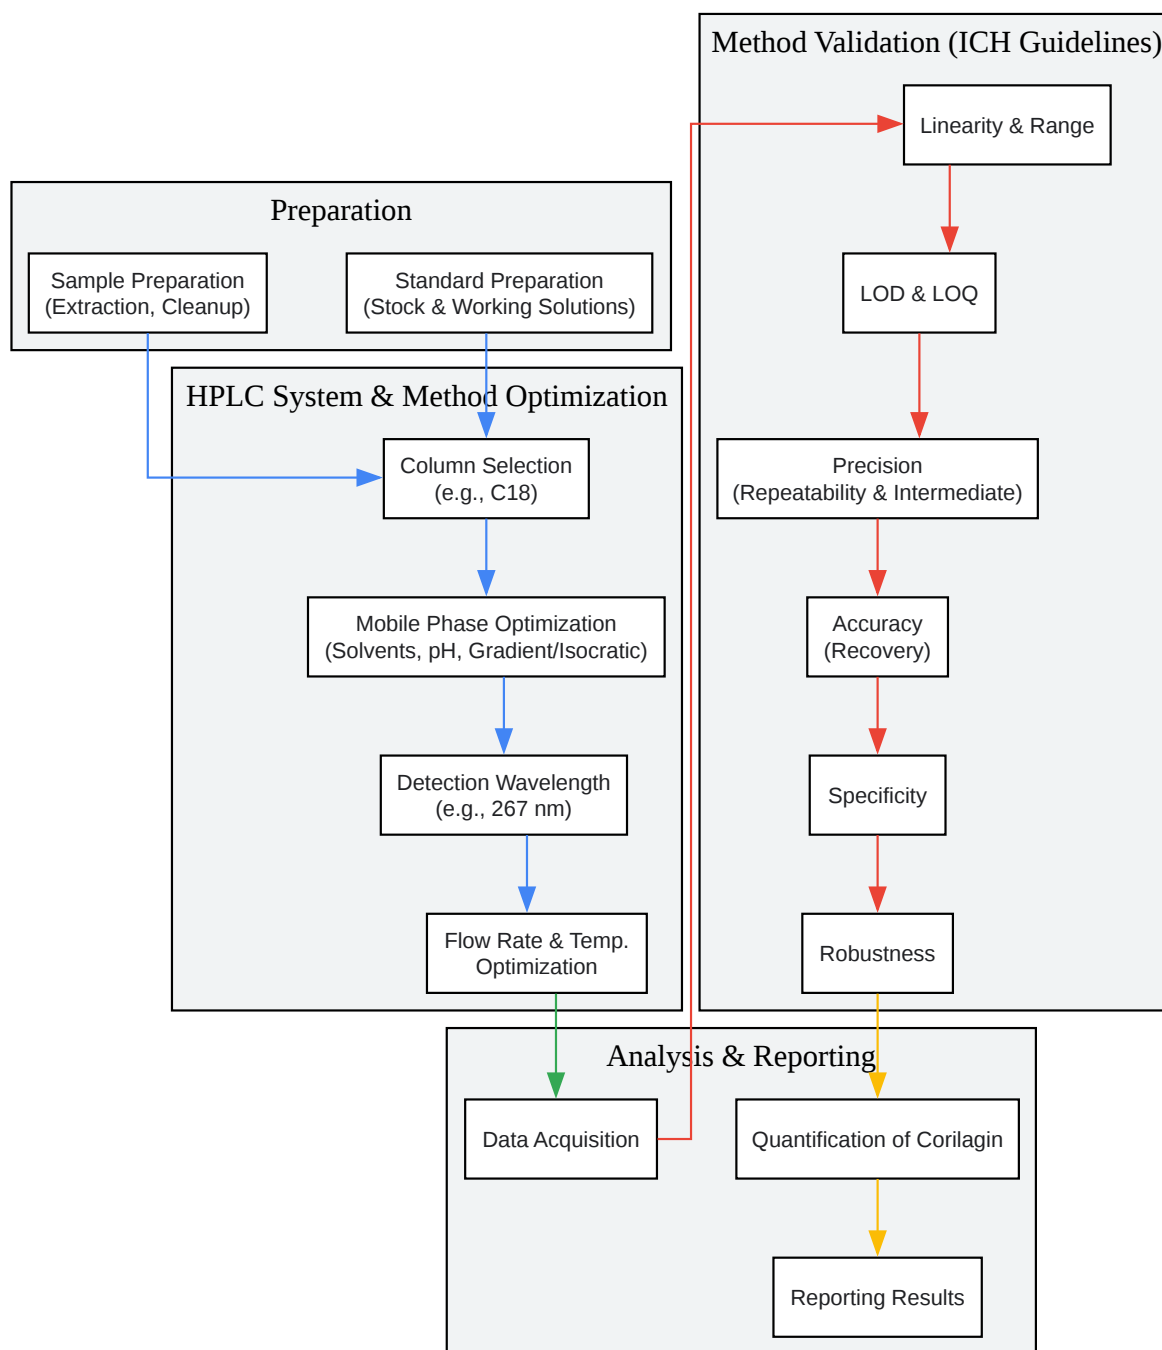 Preparation
Sample Preparation
(Extraction, Cleanup)
Standard Preparation
(Stock & Working Solutions)
HPLC System & Method Optimization
Column Selection
(e.g., C18)
Mobile Phase Optimization
(Solvents, pH, Gradient/Isocratic)
Detection Wavelength
(e.g., 267 nm)
Flow Rate & Temp.
Optimization
Method Validation (ICH Guidelines)
Linearity & Range
LOD & LOQ
Precision
(Repeatability & Intermediate)
Accuracy
(Recovery)
Specificity
Robustness
Analysis & Reporting
Data Acquisition
Quantification of Corilagin
Reporting Results